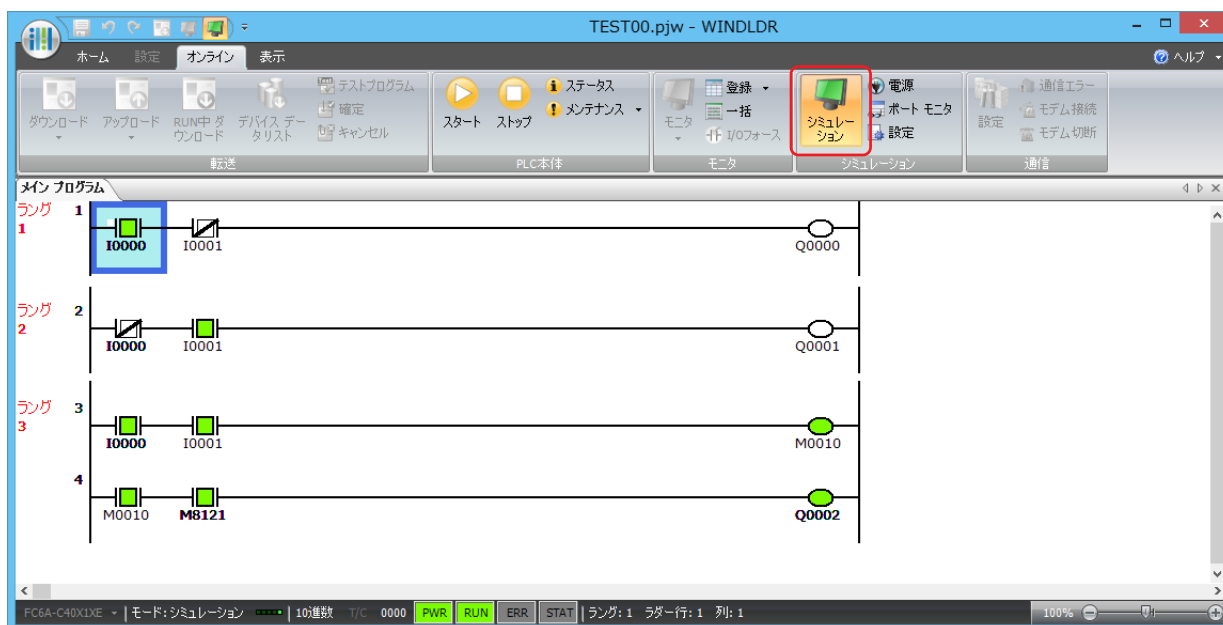 TEST00.pjw - WINDLDR
ホーム 設定 オンライン 表示 ヘルプ
ダウンロード アップロード RUN中 ダウンロード デバイス データリスト
テストプログラム
確定
キャンセル
転送
スタート ストップ
ステータス
メンテナンス
PLC本体
モニタ
登録
一括
I/Oフォース
モニタ
シミュレーション
電源
ポート モニタ
設定
シミュレーション
設定
通信エラー
モデム接続
モデム切断
通信
メイン プログラム
ラング 1 1
I0000 I0001 Q0000
ラング 2 2
I0000 I0001 Q0001
ラング 3 3
I0000 I0001 M0010
4
M0010 M8121 Q0002
FC6A-C40X1XE モード:シミュレーション 10進数 T/C 0000 PWR RUN ERR STAT ラング: 1 ラダー行: 1 列: 1 100%